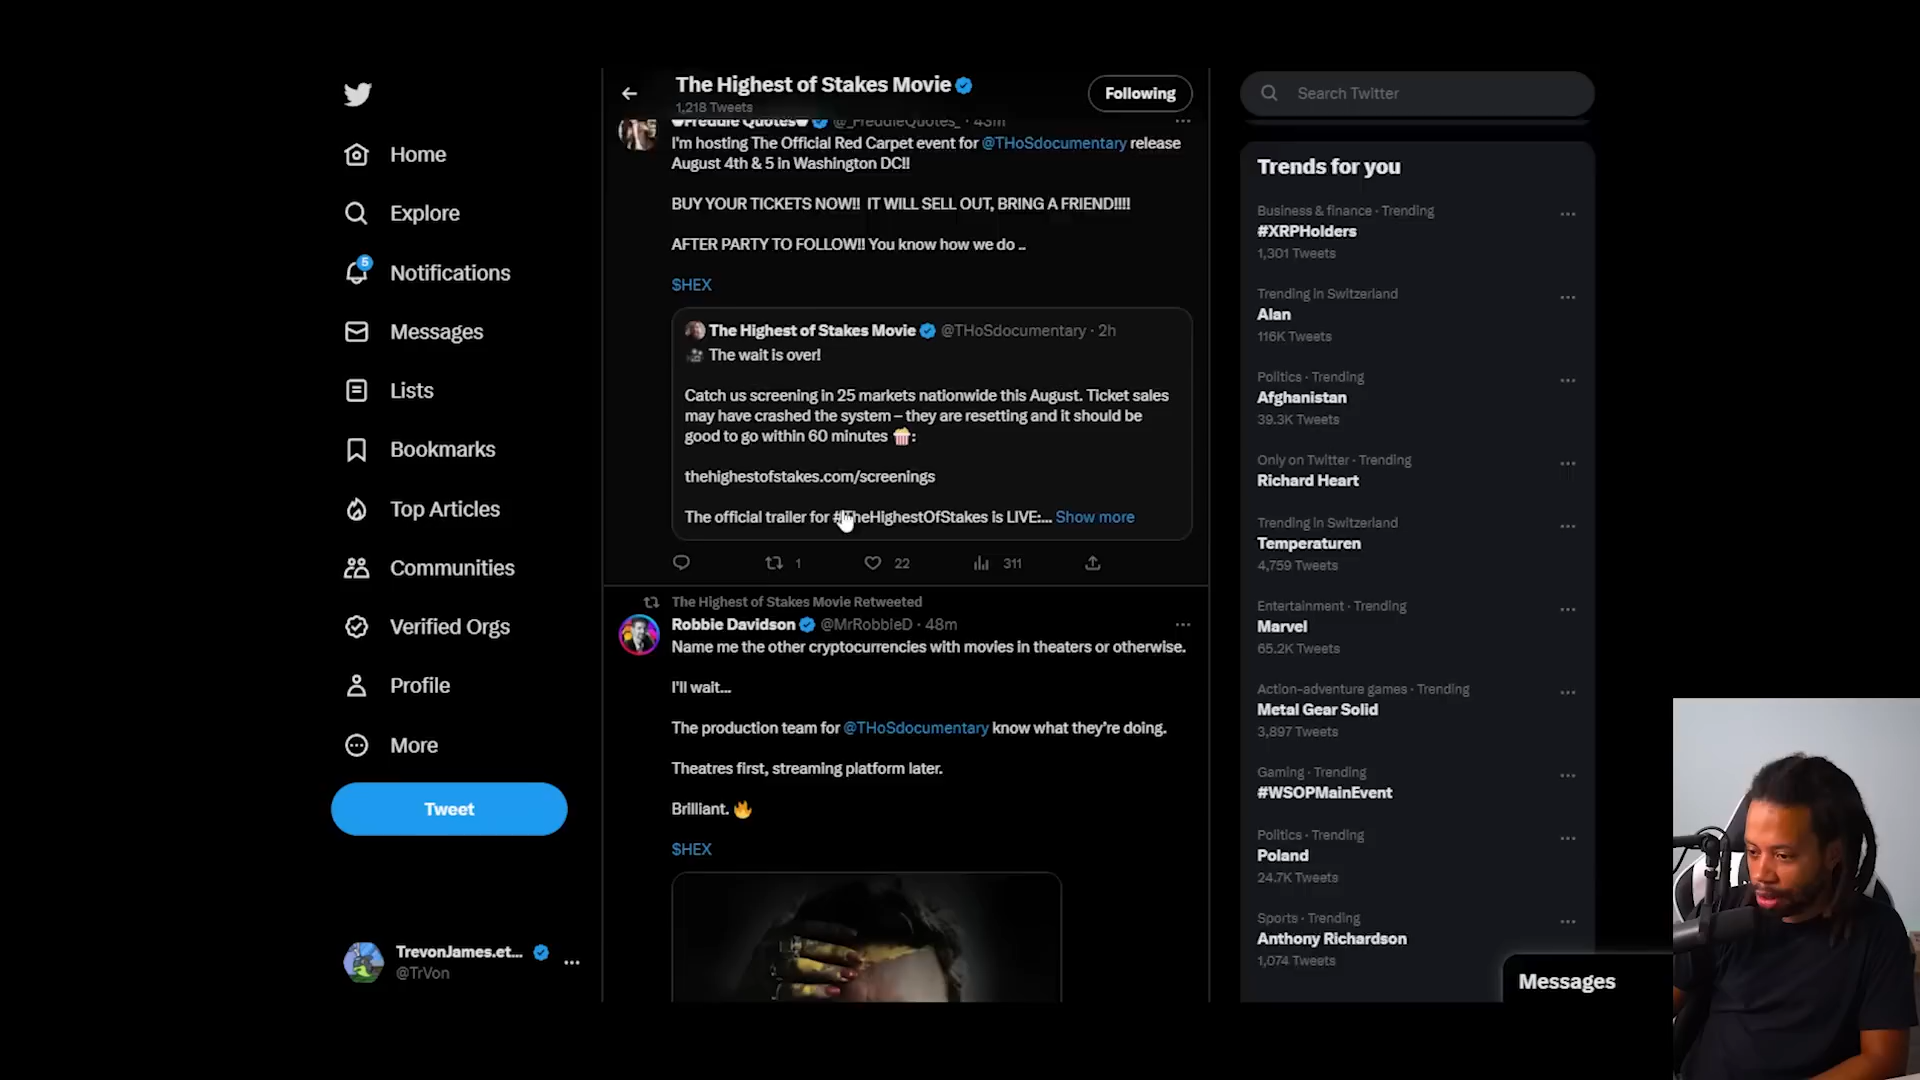 Home
Explore
5
Notifications
Messages
Lists
Bookmarks
Top Articles
Communities
Verified Orgs
Profile
More
Tweet
TrevonJames.et...
@TrVon
The Highest of Stakes Movie
1,218 Tweets
Following
Freddie Quotes @_FreddieQuotes_ · 43m
I'm hosting The Official Red Carpet event for @THoSdocumentary release
August 4th & 5 in Washington DC!!
BUY YOUR TICKETS NOW!! IT WILL SELL OUT, BRING A FRIEND!!!!
AFTER PARTY TO FOLLOW!! You know how we do ..
$HEX
The Highest of Stakes Movie @THoSdocumentary · 2h
🎥 The wait is over!
Catch us screening in 25 markets nationwide this August. Ticket sales
may have crashed the system – they are resetting and it should be
good to go within 60 minutes 🍿:
thehighestofstakes.com/screenings
The official trailer for #TheHighestOfStakes is LIVE:... Show more
1 22 311
The Highest of Stakes Movie Retweeted
Robbie Davidson @MrRobbieD · 48m
Name me the other cryptocurrencies with movies in theaters or otherwise.
I'll wait...
The production team for @THoSdocumentary know what they're doing.
Theatres first, streaming platform later.
Brilliant. 🔥
$HEX
Search Twitter
Trends for you
Business & finance · Trending
#XRPHolders
1,301 Tweets
Trending in Switzerland
Alan
116K Tweets
Politics · Trending
Afghanistan
39.3K Tweets
Only on Twitter · Trending
Richard Heart
Trending in Switzerland
Temperaturen
4,759 Tweets
Entertainment · Trending
Marvel
65.2K Tweets
Action-adventure games · Trending
Metal Gear Solid
3,897 Tweets
Gaming · Trending
#WSOPMainEvent
Politics · Trending
Poland
24.7K Tweets
Sports · Trending
Anthony Richardson
1,074 Tweets
Messages